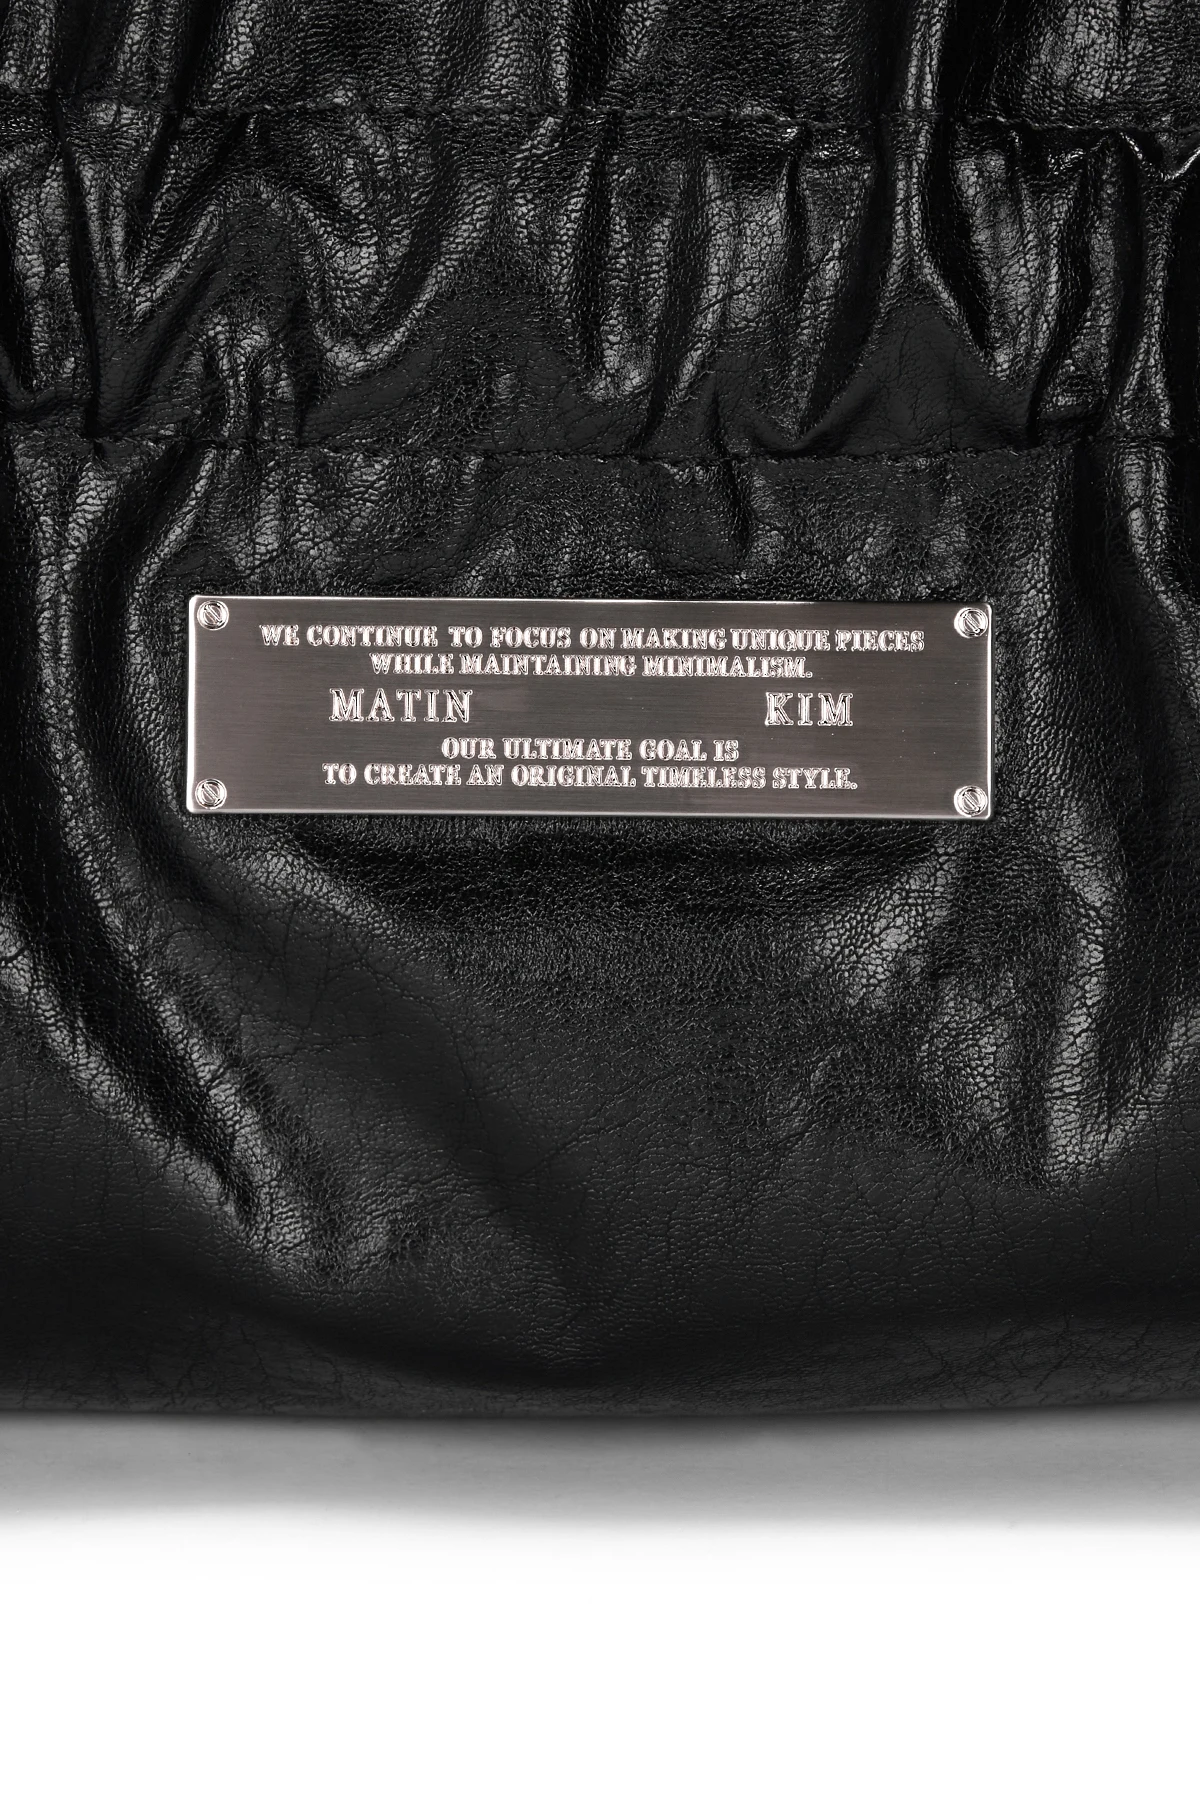 WE CONTINUE TO FOCUS ON MAKING UNIQUE PIECES
WHILE MAINTAINING MINIMALISM.
MATIN KIM
OUR ULTIMATE GOAL IS
TO CREATE AN ORIGINAL TIMELESS STYLE.